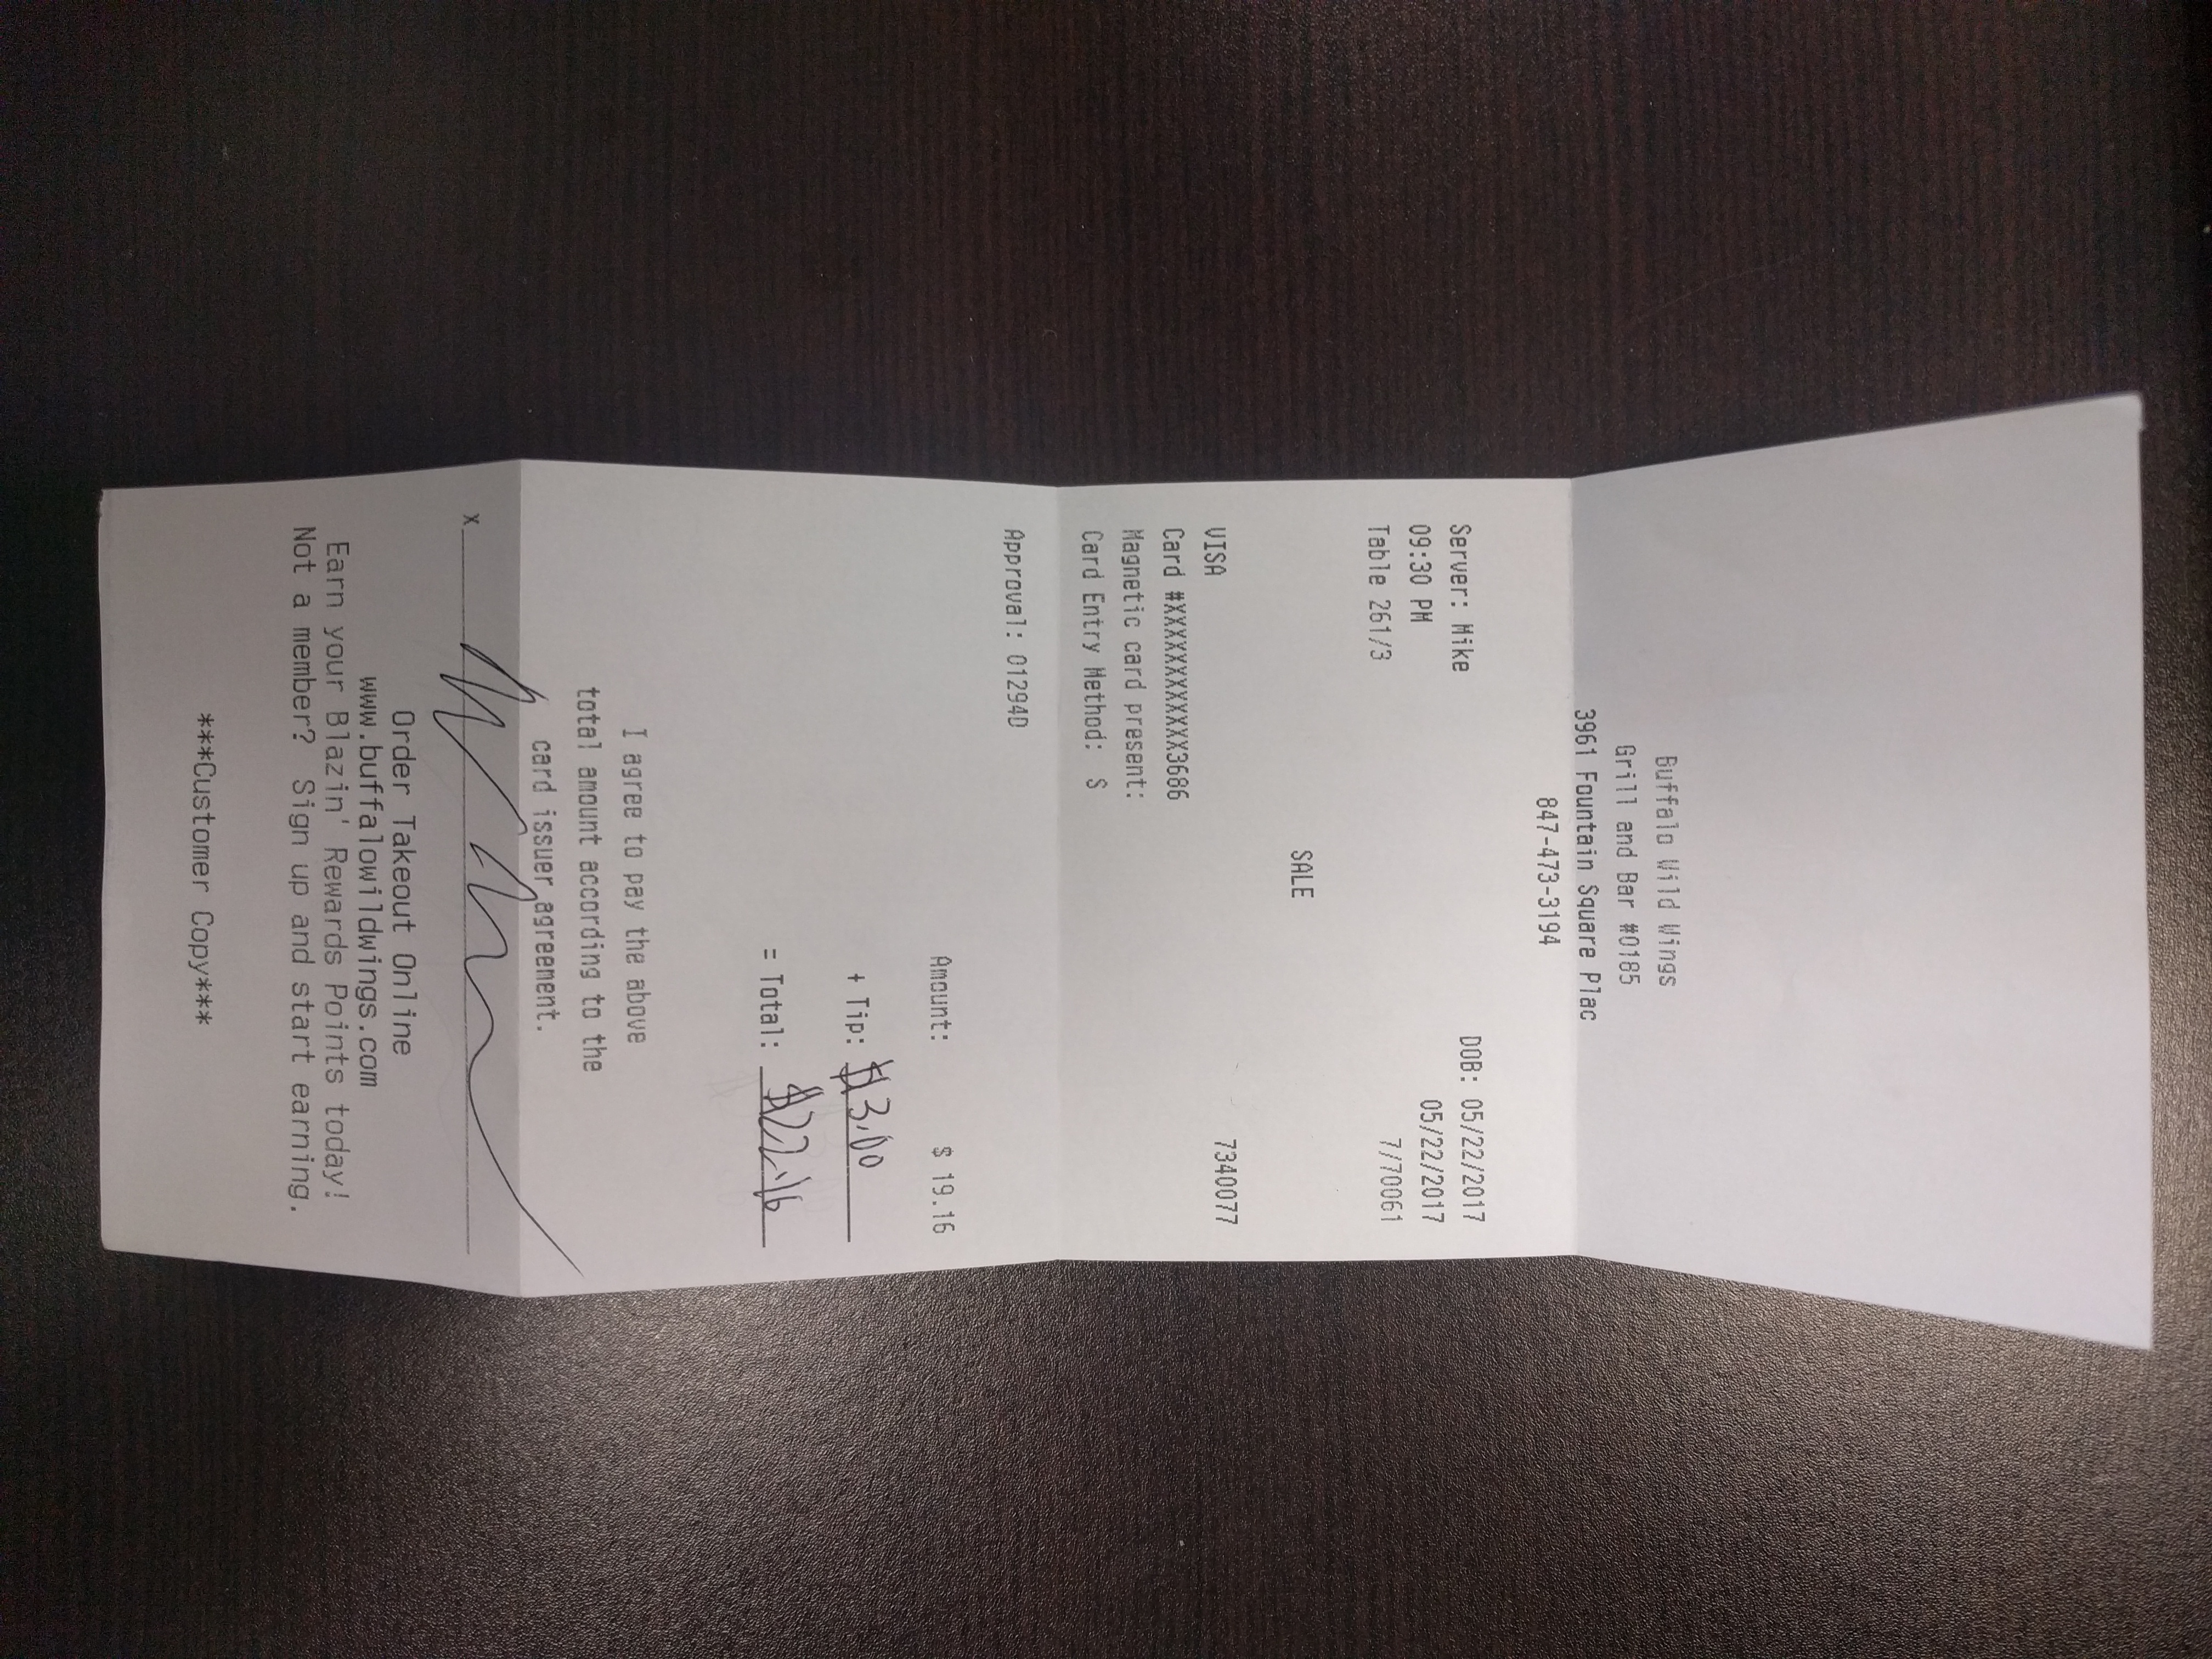 Buffalo Wild Wings
Grill and Bar #0185
3961 Fountain Square Plac
847-473-3194
Server: Mike DOB: 05/22/2017
09:30 PM 05/22/2017
Table 261/3 7/70061
SALE
VISA 7340077
Card #XXXXXXXXXXXX3686
Magnetic card present:
Card Entry Method: S
Approval: 01294D
Amount: $ 19.16
+ Tip: $3.00
= Total: $22.16
I agree to pay the above
total amount according to the
card issuer agreement.
x
Order Takeout Online
www.buffalowildwings.com
Earn your Blazin' Rewards Points today!
Not a member? Sign up and start earning.
***Customer Copy***